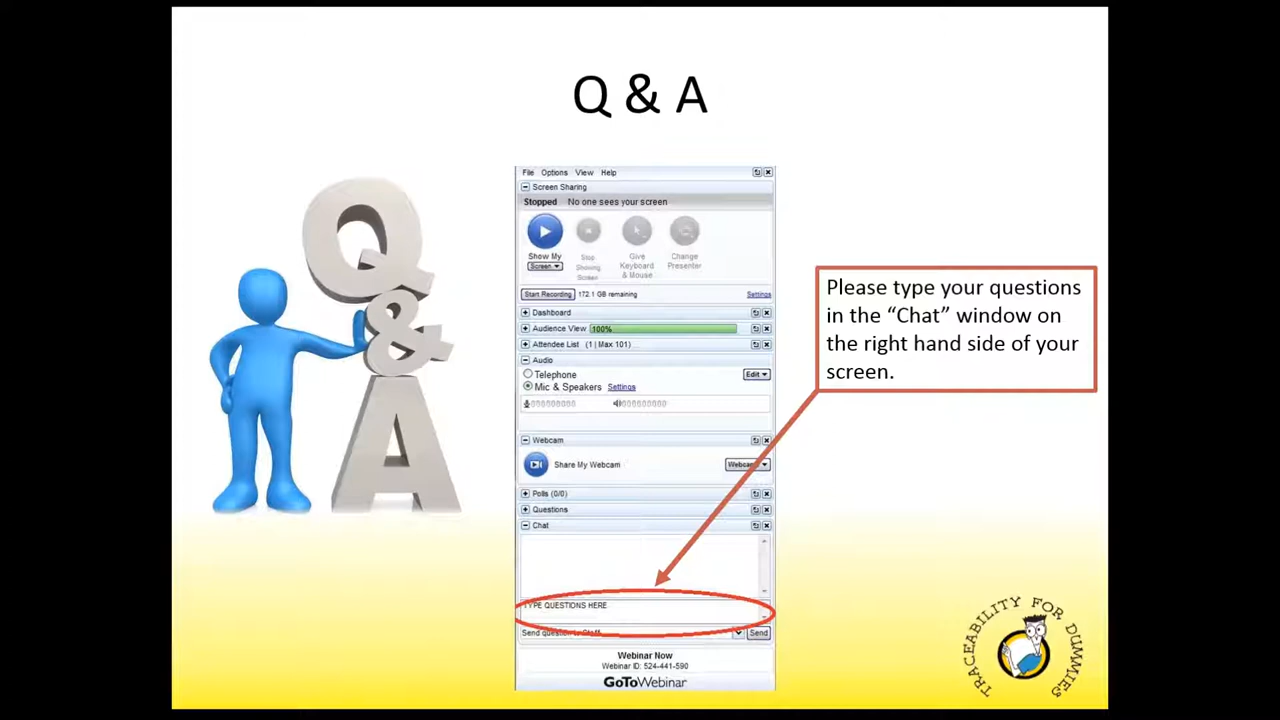 Q & A
Q
&
A
File Options View Help
Screen Sharing
Stopped No one sees your screen
Show My
Screen
Stop
Showing
Screen
Give
Keyboard
& Mouse
Change
Presenter
Start Recording 172.1 GB remaining Settings
Dashboard
Audience View 100%
Attendee List (1 | Max 101)
Audio
Telephone Edit
Mic & Speakers Settings
Webcam
Share My Webcam Webcam
Polls (0/0)
Questions
Chat
TYPE QUESTIONS HERE
Send question to Staff
Send
Webinar Now
Webinar ID: 524-441-590
GoToWebinar
Please type your questions
in the “Chat” window on
the right hand side of your
screen.
TRACEABILITY FOR DUMMIES